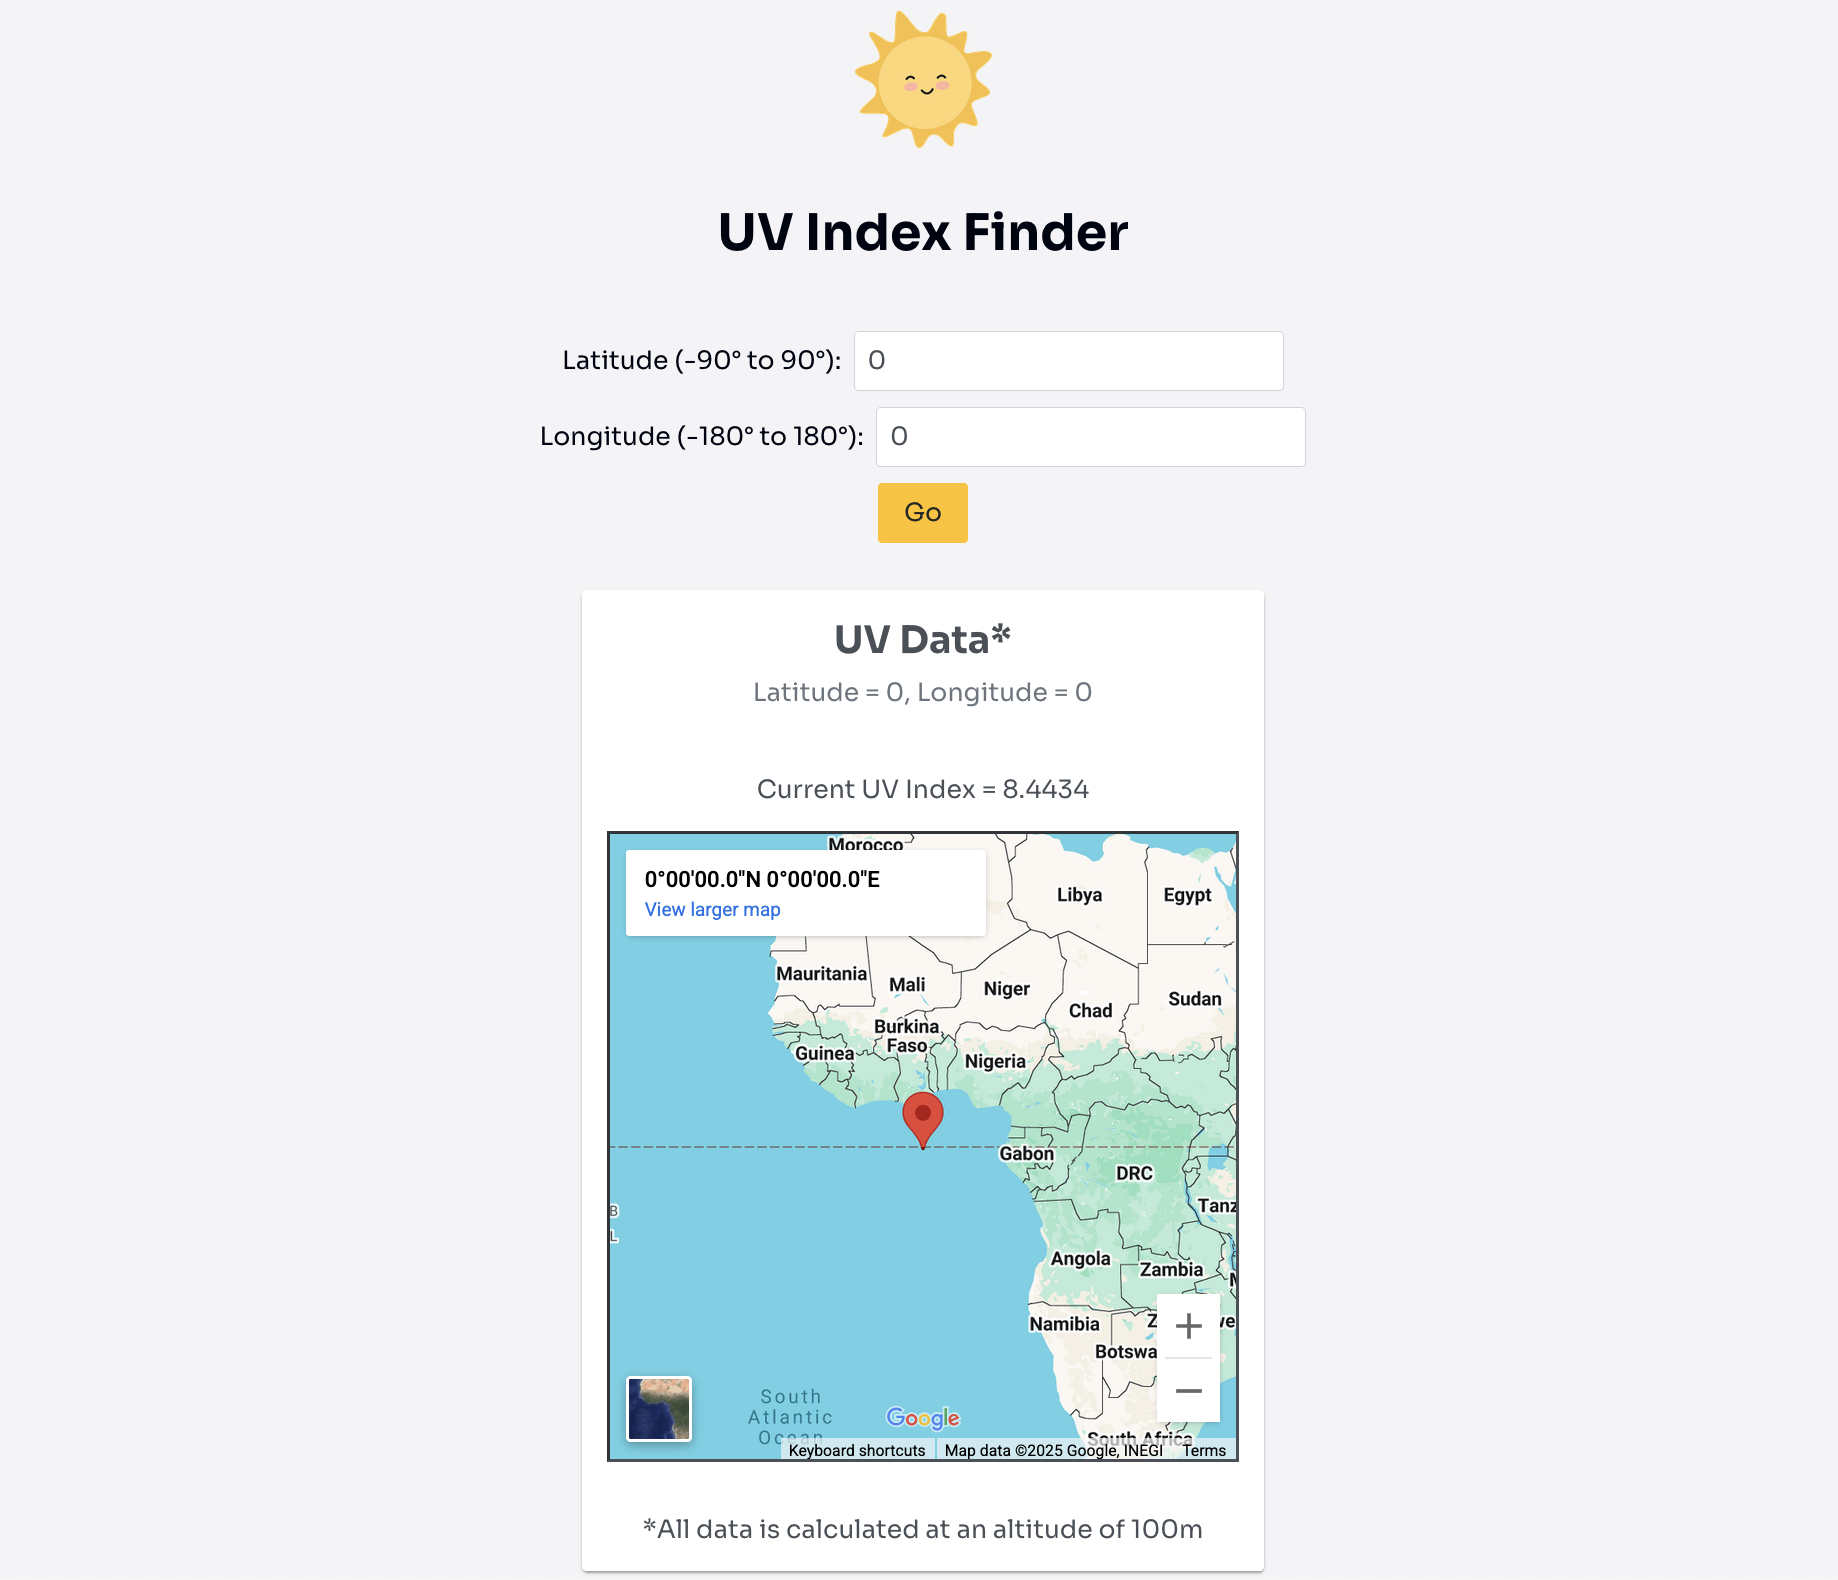 UV Index Finder
Latitude (-90° to 90°): 0
Longitude (-180° to 180°): 0
Go
UV Data*
Latitude = 0, Longitude = 0
Current UV Index = 8.4434
Morocco
0°00'00.0"N 0°00'00.0"E
View larger map
Libya
Egypt
Mauritania
Mali
Niger
Chad
Sudan
Burkina
Faso
Guinea
Nigeria
Gabon
DRC
Tanz
B
L
Angola
Zambia
Namibia
Botswa
South
Atlantic
Ocean
Google
South Africa
Keyboard shortcuts
Map data ©2025 Google, INEGI
Terms
*All data is calculated at an altitude of 100m